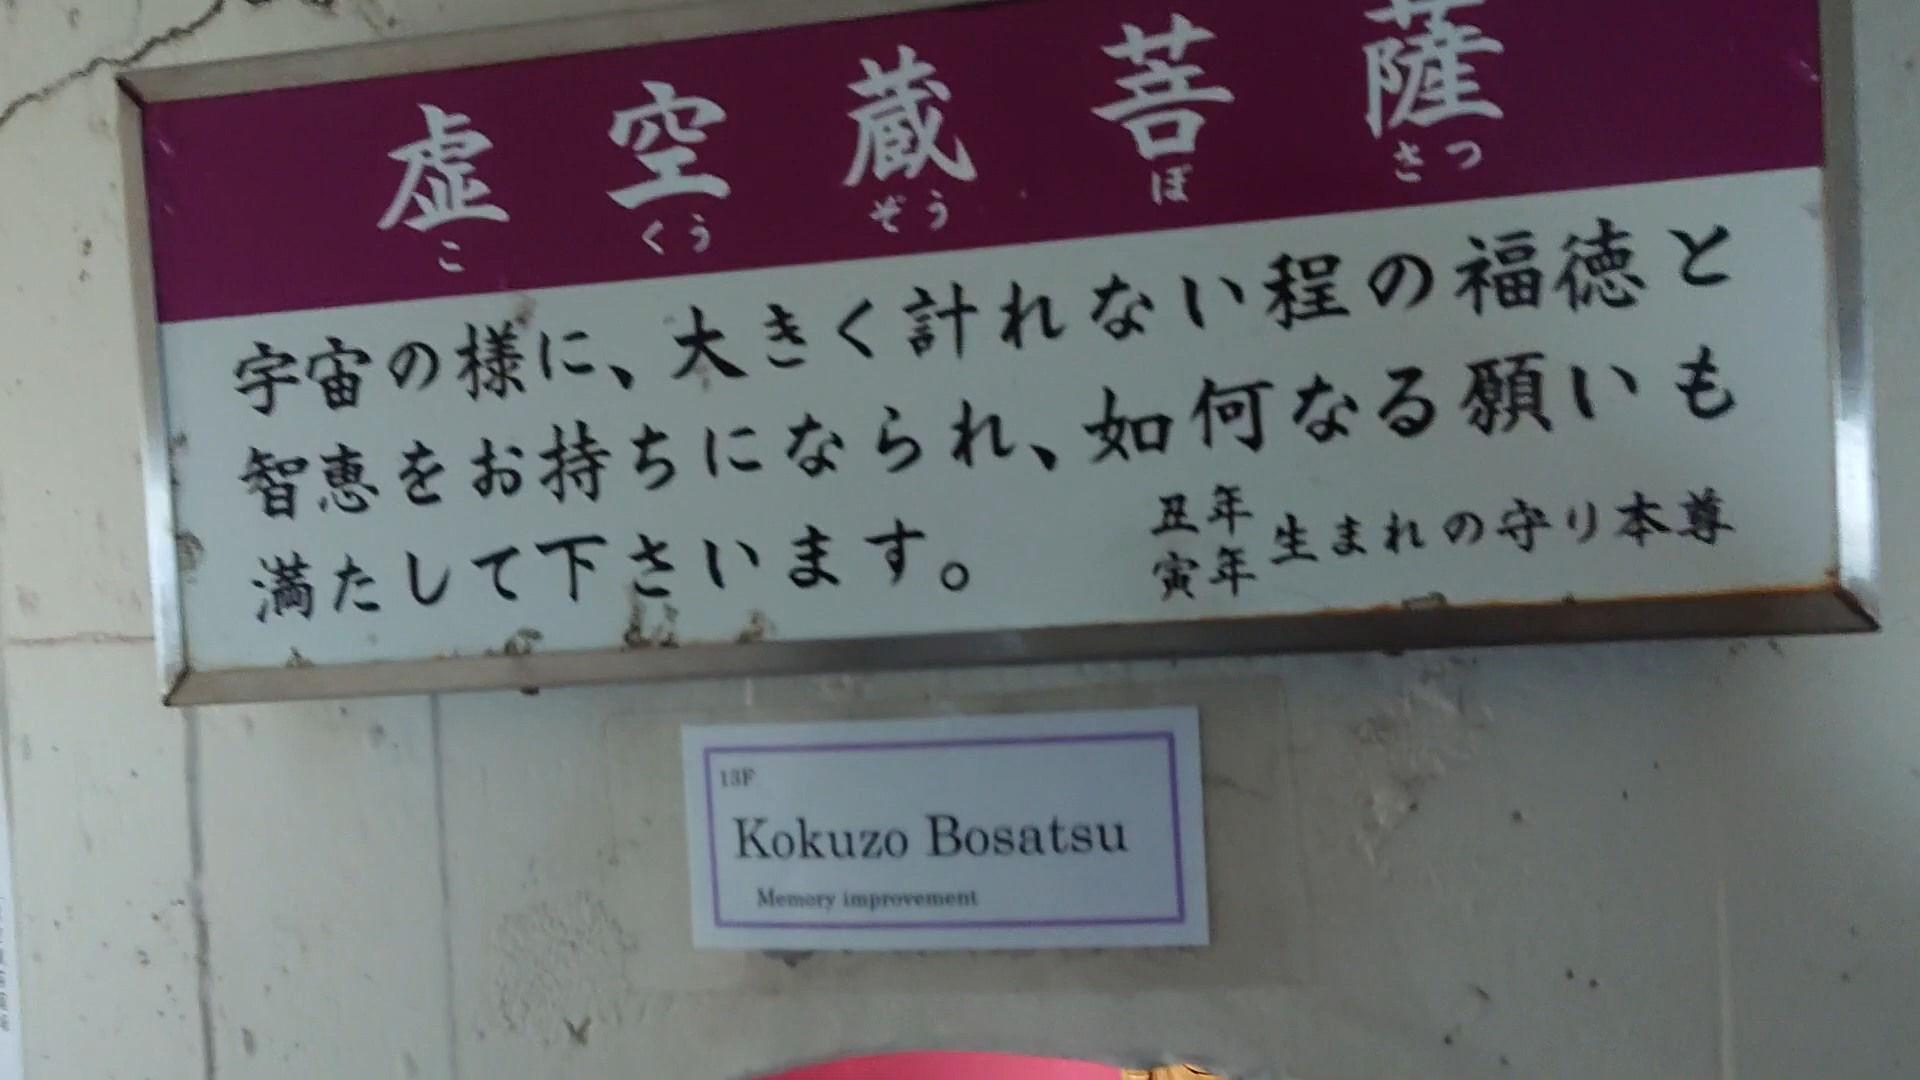 虚空蔵菩薩
こ くう ぞう ぼ さつ
宇宙の様に、大きく計れない程の福徳と
智恵をお持ちになられ、如何なる願いも
満たして下さいます。
丑年
寅年
生まれの守り本尊
13F
Kokuzo Bosatsu
Memory improvement